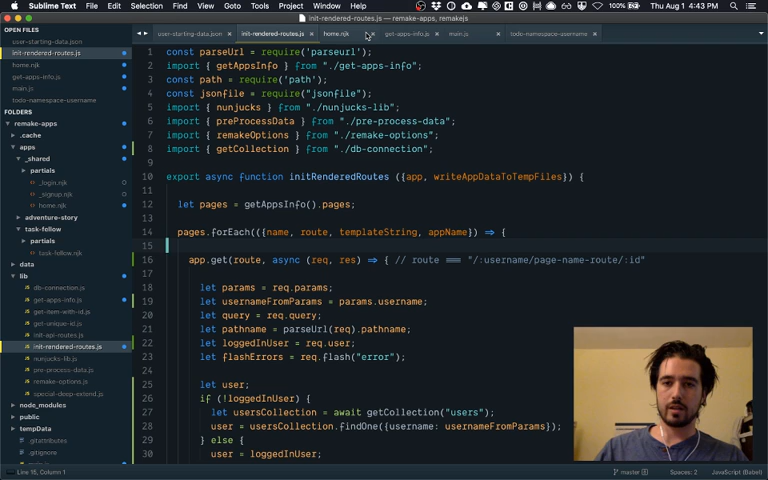 Sublime Text File Edit Selection Find View Goto Tools Project Window Help
Thu Aug 1 4:43 PM
init-rendered-routes.js — remake-apps, remakejs
OPEN FILES
user-starting-data.json
init-rendered-routes.js
home.njk
get-apps-info.js
main.js
todo-namespace-username
FOLDERS
remake-apps
.cache
apps
_shared
partials
_login.njk
_signup.njk
home.njk
adventure-story
task-fellow
partials
task-fellow.njk
data
lib
db-connection.js
get-apps-info.js
get-item-with-id.js
get-unique-id.js
init-api-routes.js
init-rendered-routes.js
nunjucks-lib.js
pre-process-data.js
remake-options.js
special-deep-extend.js
node_modules
public
tempData
.gitattributes
.gitignore
user-starting-data.json init-rendered-routes.js home.njk get-apps-info.js main.js todo-namespace-username
1 const parseUrl = require('parseurl');
2 import { getAppsInfo } from "./get-apps-info";
3 const path = require('path');
4 const jsonfile = require("jsonfile");
5 import { nunjucks } from "./nunjucks-lib";
6 import { preProcessData } from "./pre-process-data";
7 import { remakeOptions } from "./remake-options";
8 import { getCollection } from "./db-connection";
9
10 export async function initRenderedRoutes ({app, writeAppDataToTempFiles}) {
11
12 let pages = getAppsInfo().pages;
13
14 pages.forEach(({name, route, templateString, appName}) => {
15
16 app.get(route, async (req, res) => { // route === "/:username/page-name-route/:id"
17
18 let params = req.params;
19 let usernameFromParams = params.username;
20 let query = req.query;
21 let pathname = parseUrl(req).pathname;
22 let loggedInUser = req.user;
23 let flashErrors = req.flash("error");
24
25 let user;
26 if (!loggedInUser) {
27 let usersCollection = await getCollection("users");
28 user = usersCollection.findOne({username: usernameFromParams});
29 } else {
30 user = loggedInUser;
Line 15, Column 1
master
Spaces: 2
JavaScript (Babel)